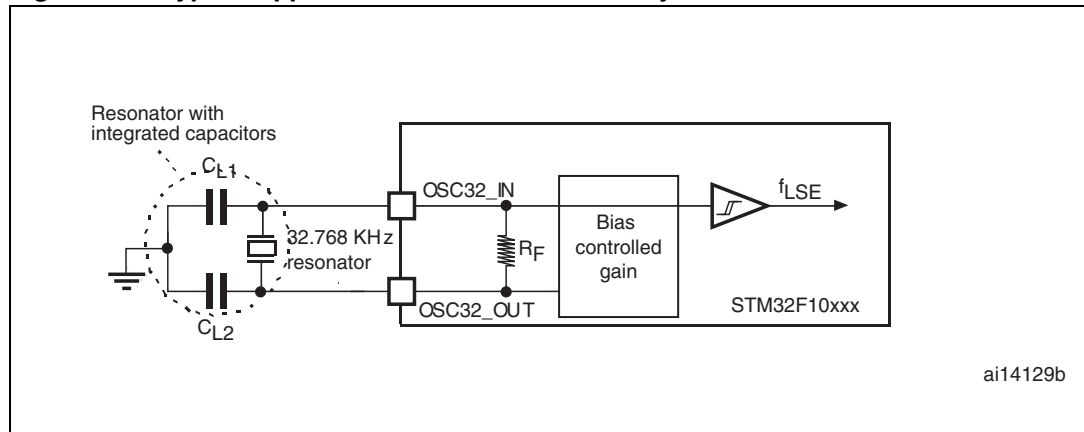 Resonator with
integrated capacitors
CL1
OSC32_IN
fLSE
32.768 KHz
resonator
RF
Bias
controlled
gain
OSC32_OUT
STM32F10xxx
CL2
ai14129b